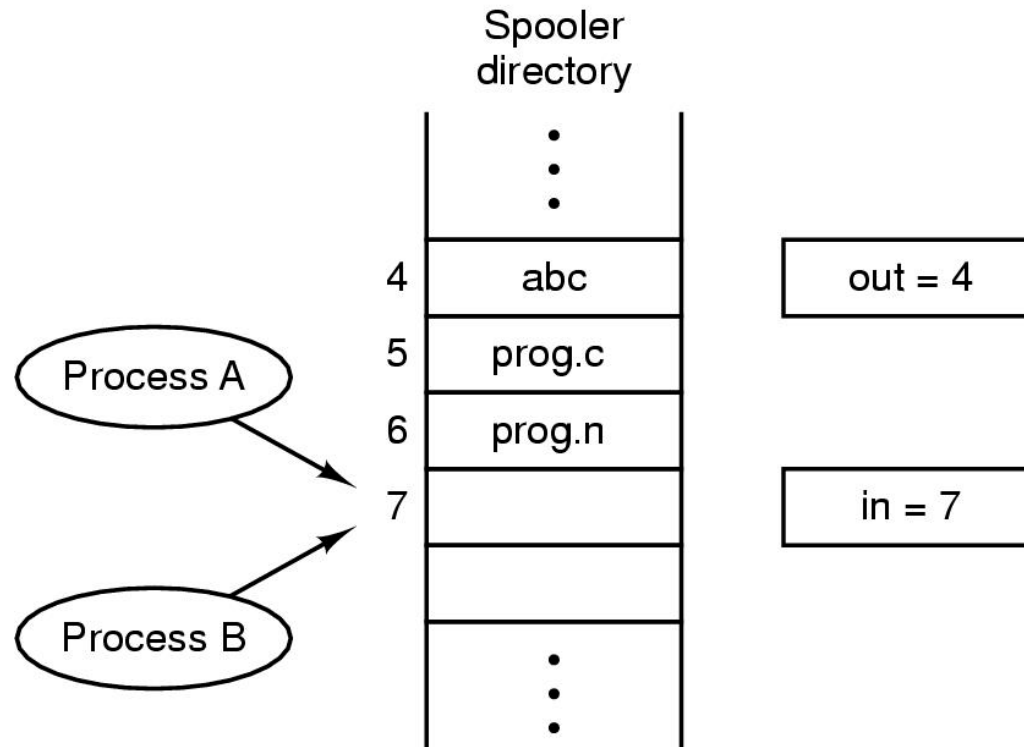 Spooler
directory
4
abc
out = 4
5
prog.c
Process A
6
prog.n
7
in = 7
Process B